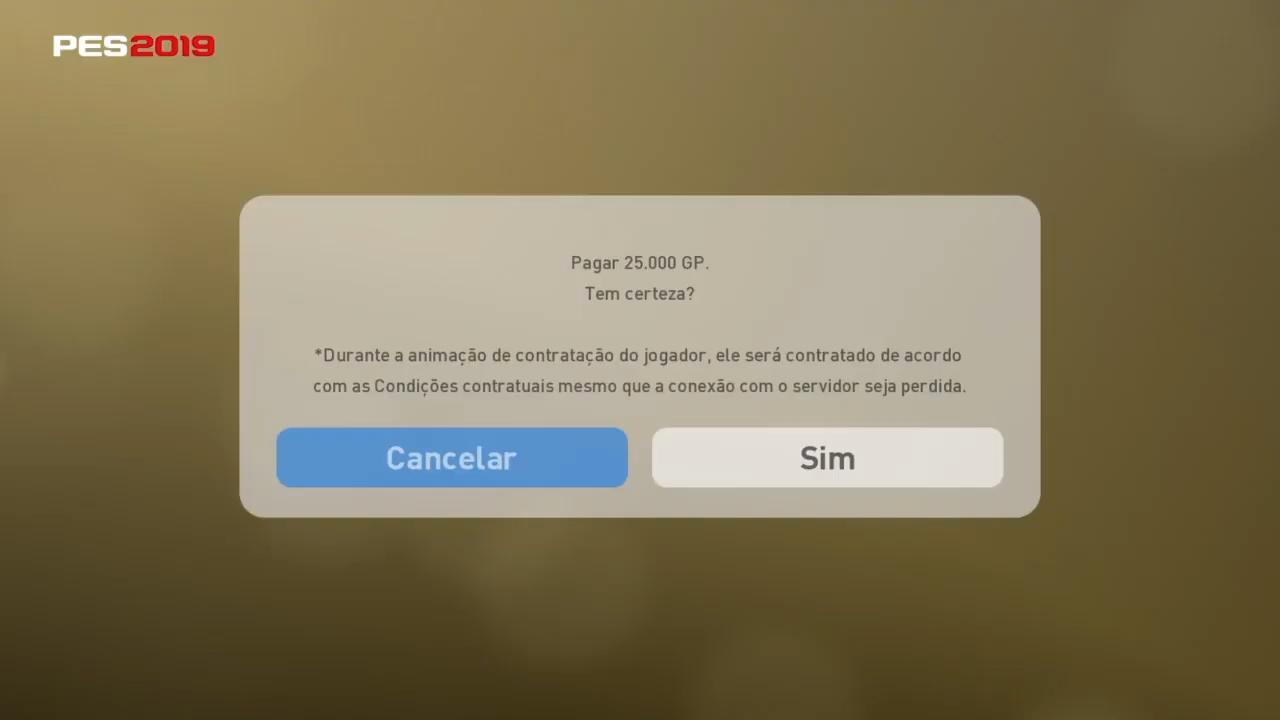 PES2019
Pagar 25.000 GP.
Tem certeza?
*Durante a animação de contratação do jogador, ele será contratado de acordo
com as Condições contratuais mesmo que a conexão com o servidor seja perdida.
Cancelar
Sim